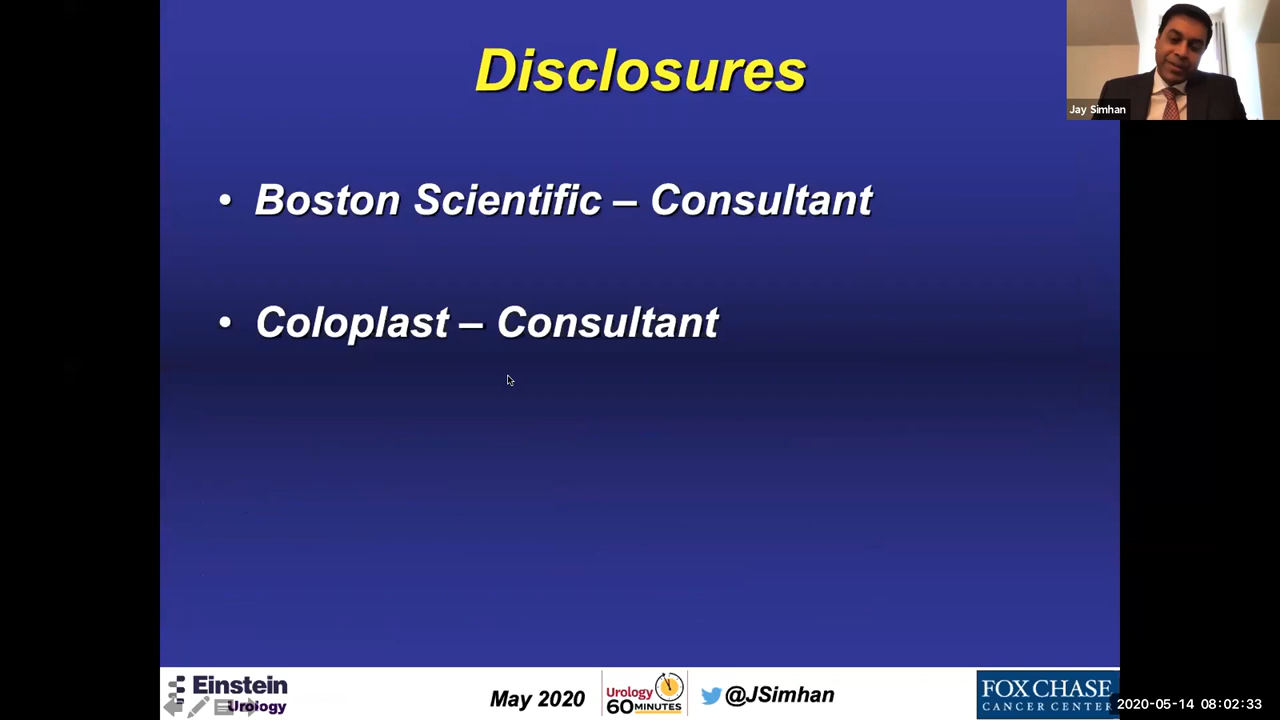 Disclosures
Jay Simhan
• Boston Scientific – Consultant
• Coloplast – Consultant
Einstein
Urology
May 2020
Urology
60 MINUTES
@JSimhan
FOX CHASE
CANCER CENTER
2020-05-14 08:02:33